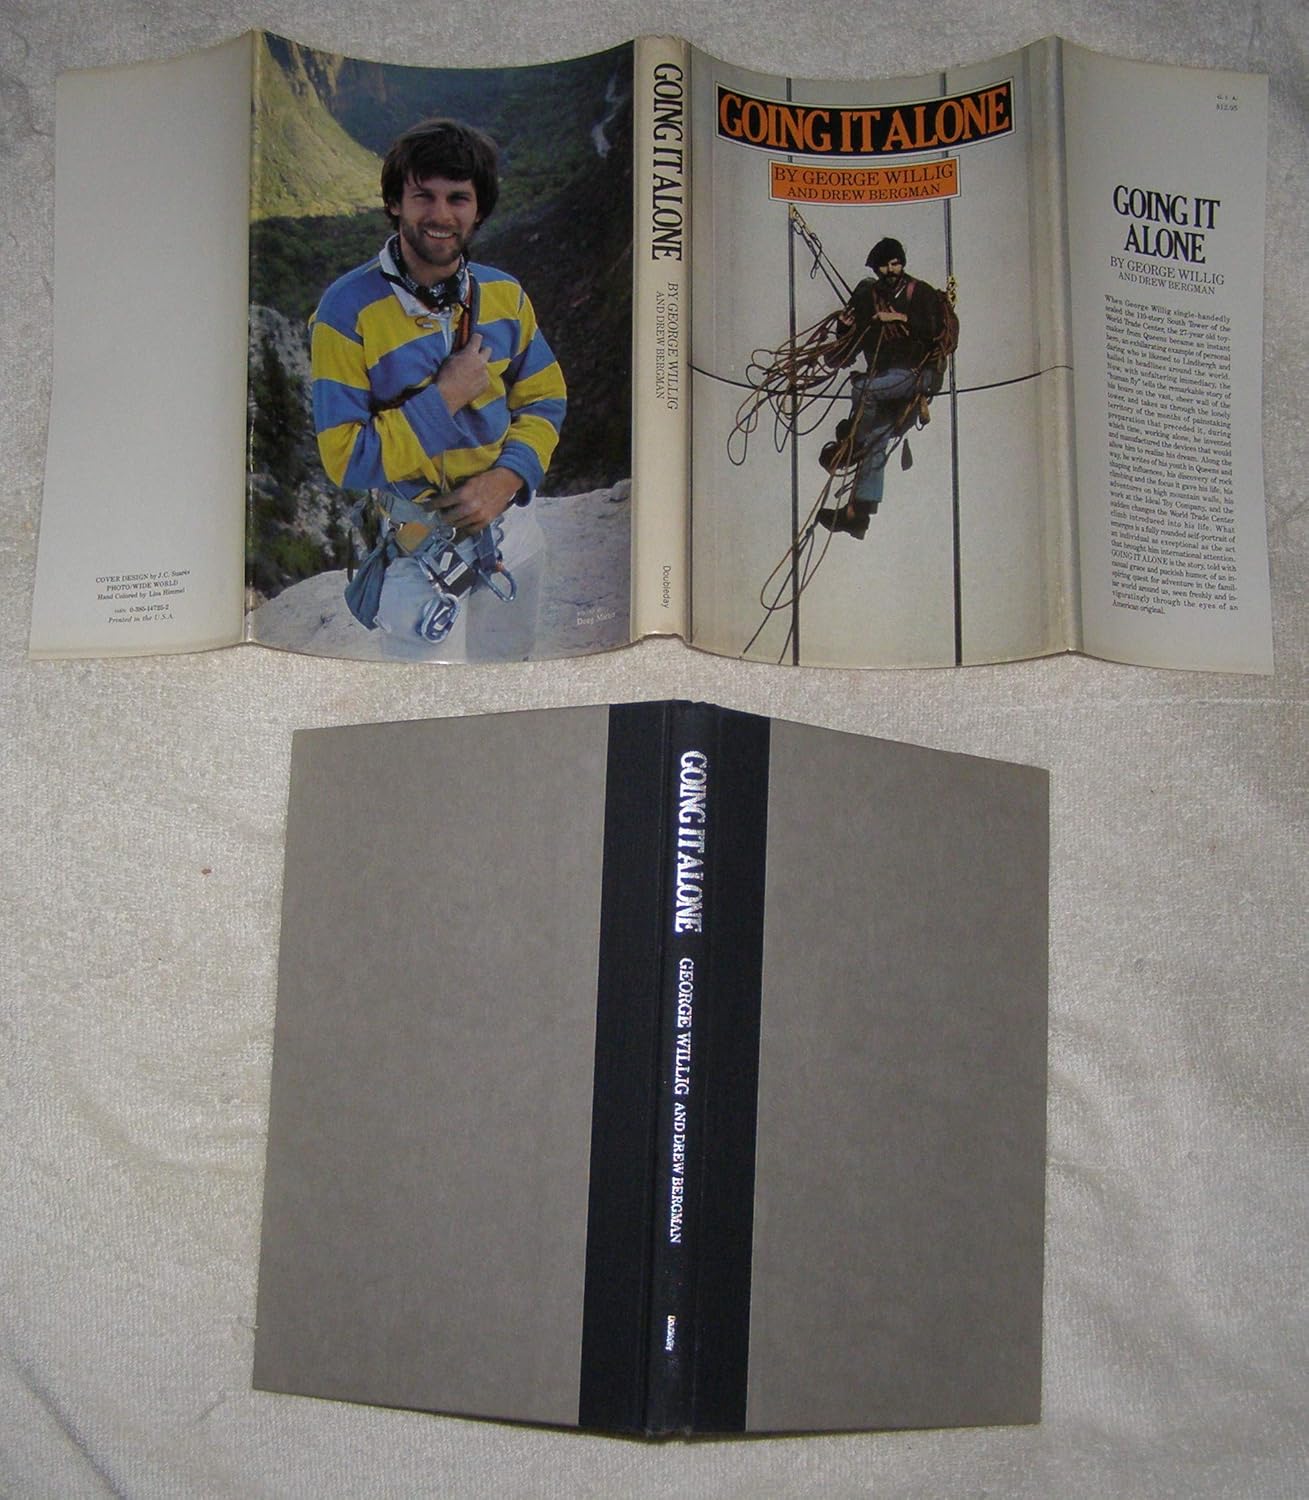 COVER DESIGN by J.C. Suarès
PHOTO/WIDE WORLD
Hand Colored by Lisa Himmel
ISBN: 0-385-14725-2
Printed in the U.S.A.
Doug Martin
GOING IT ALONE
BY GEORGE WILLIG
AND DREW BERGMAN
Doubleday
GOING IT ALONE
BY GEORGE WILLIG
AND DREW BERGMAN
G. I. A.
$12.95
GOING IT
ALONE
BY GEORGE WILLIG
AND DREW BERGMAN
When George Willig single-handedly
scaled the 110-story South Tower of the
World Trade Center, the 27-year old toy-
maker from Queens became an instant
hero, an exhilarating example of personal
daring who is likened to Lindbergh and
hailed in headlines around the world.
Now, with unfaltering immediacy, the
"human fly" tells the remarkable story of
his hours on the vast, sheer wall of the
tower, and takes us through the lonely
territory of the months of painstaking
preparation that preceded it, during
which time, working alone, he invented
and manufactured the devices that would
allow him to realize his dream. Along the
way, he writes of his youth in Queens and
shaping influences, his discovery of rock
climbing and the focus it gave his life, his
adventures on high mountain walls, his
work at the Ideal Toy Company, and the
sudden changes the World Trade Center
climb introduced into his life. What
emerges is a fully rounded self-portrait of
an individual as exceptional as the act
that brought him international attention.
GOING IT ALONE is the story, told with
casual grace and puckish humor, of an in-
spiring quest for adventure in the famil-
iar world around us, seen freshly and in-
vigoratingly through the eyes of an
American original.
GOING IT ALONE
GEORGE WILLIG AND DREW BERGMAN
Doubleday